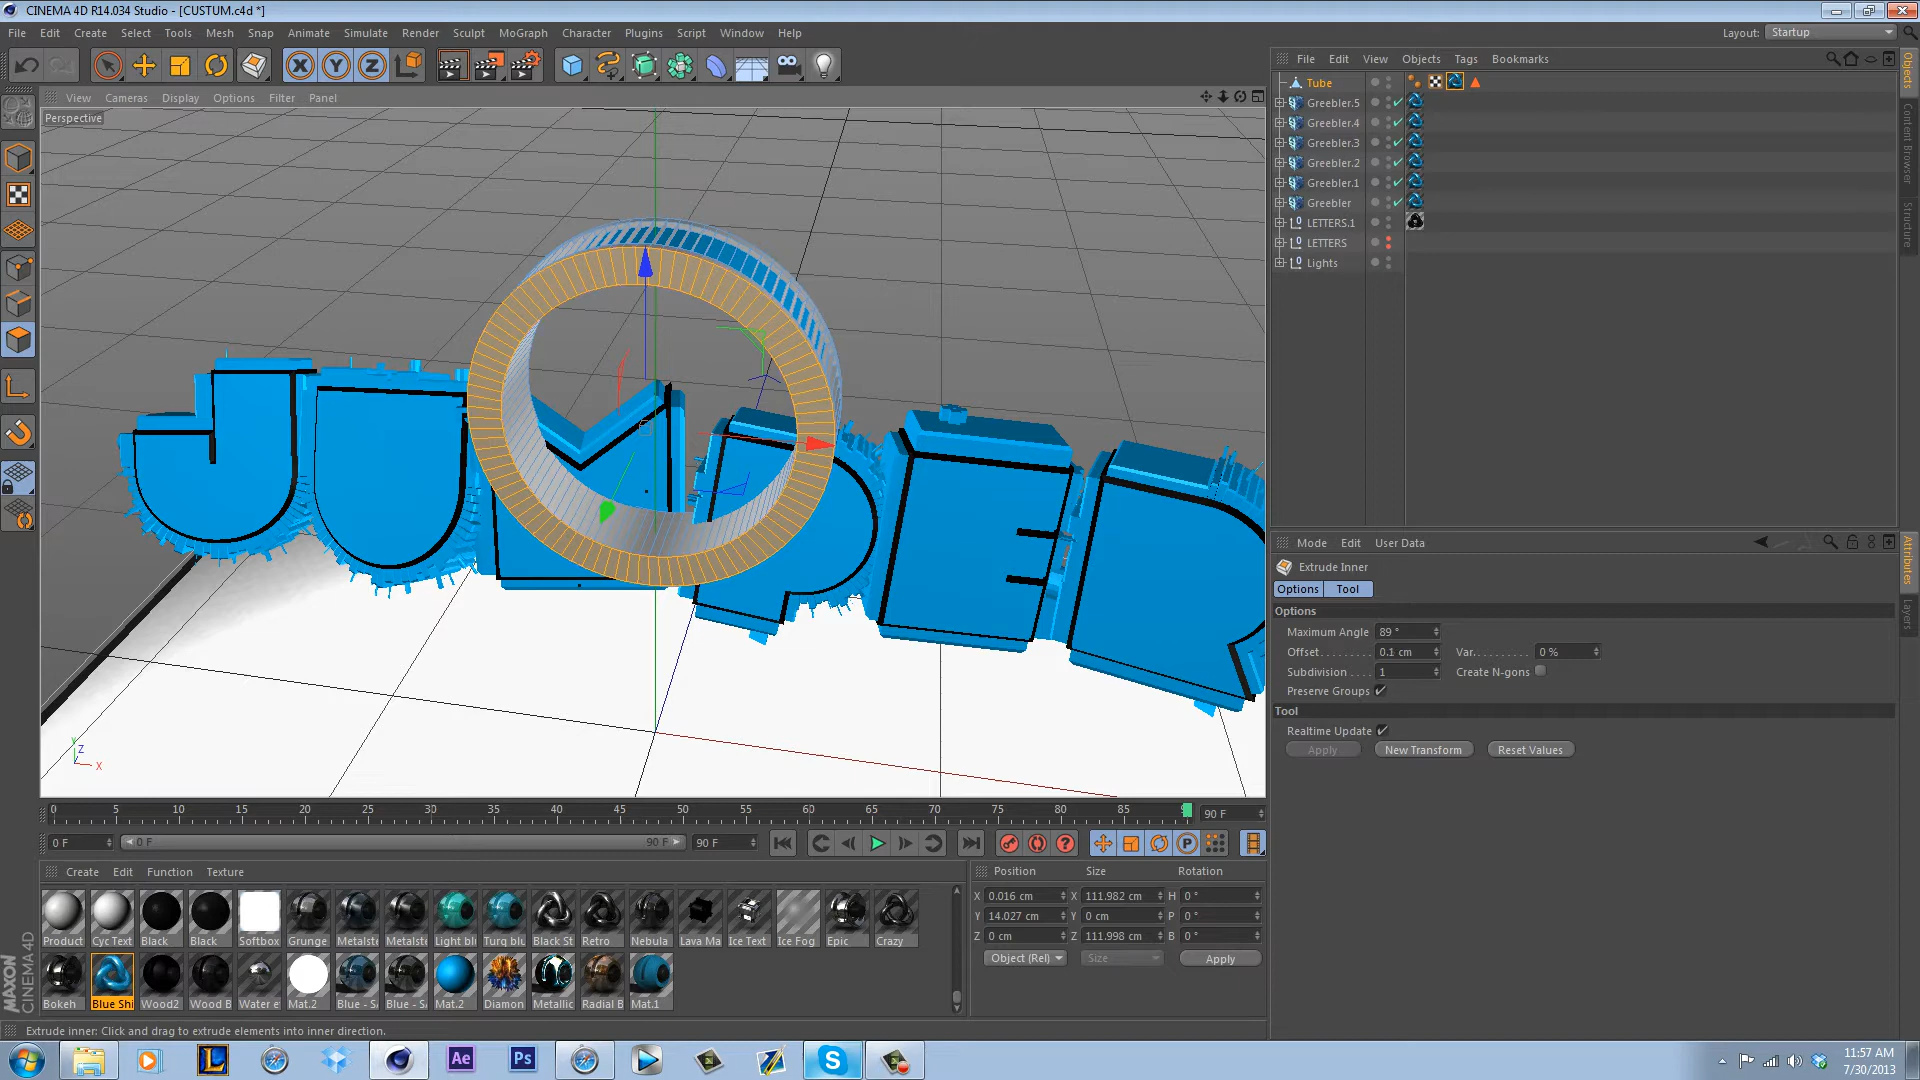 CINEMA 4D R14.034 Studio - [CUSTUM.c4d *]
File Edit Create Select Tools Mesh Snap Animate Simulate Render Sculpt MoGraph Character Plugins Script Window Help
Layout: Startup
File Edit View Objects Tags Bookmarks
View Cameras Display Options Filter Panel
Perspective
Tube
Greebler.5
Greebler.4
Greebler.3
Greebler.2
Greebler.1
Greebler
LETTERS.1
LETTERS
Lights
Objects
Content Browser
Structure
Mode Edit User Data
Extrude Inner
Options Tool
Options
Maximum Angle 89 °
Offset 0.1 cm Var. 0 %
Subdivision 1 Create N-gons
Preserve Groups
Tool
Realtime Update
Apply New Transform Reset Values
Attributes
Layers
Y Z X
0 5 10 15 20 25 30 35 40 45 50 55 60 65 70 75 80 85 90 F
0 F 0 F 90 F 90 F
Create Edit Function Texture
Product Cyc Text Black Black Softbox Grunge Metalste Metalste Light bl Turq blu Black St Retro Nebula Lava Ma Ice Text Ice Fog Epic Crazy
Bokeh Blue Shi Wood2 Wood B Water e Mat.2 Blue - S Blue - S Mat.2 Diamon Metallic Radial B Mat.1
Position Size Rotation
X 0.016 cm X 111.982 cm H 0 °
Y 14.027 cm Y 0 cm P 0 °
Z 0 cm Z 111.998 cm B 0 °
Object (Rel) Size Apply
MAXON
CINEMA 4D
Extrude inner: Click and drag to extrude elements into inner direction.
L Ae Ps S
11:57 AM
7/30/2013